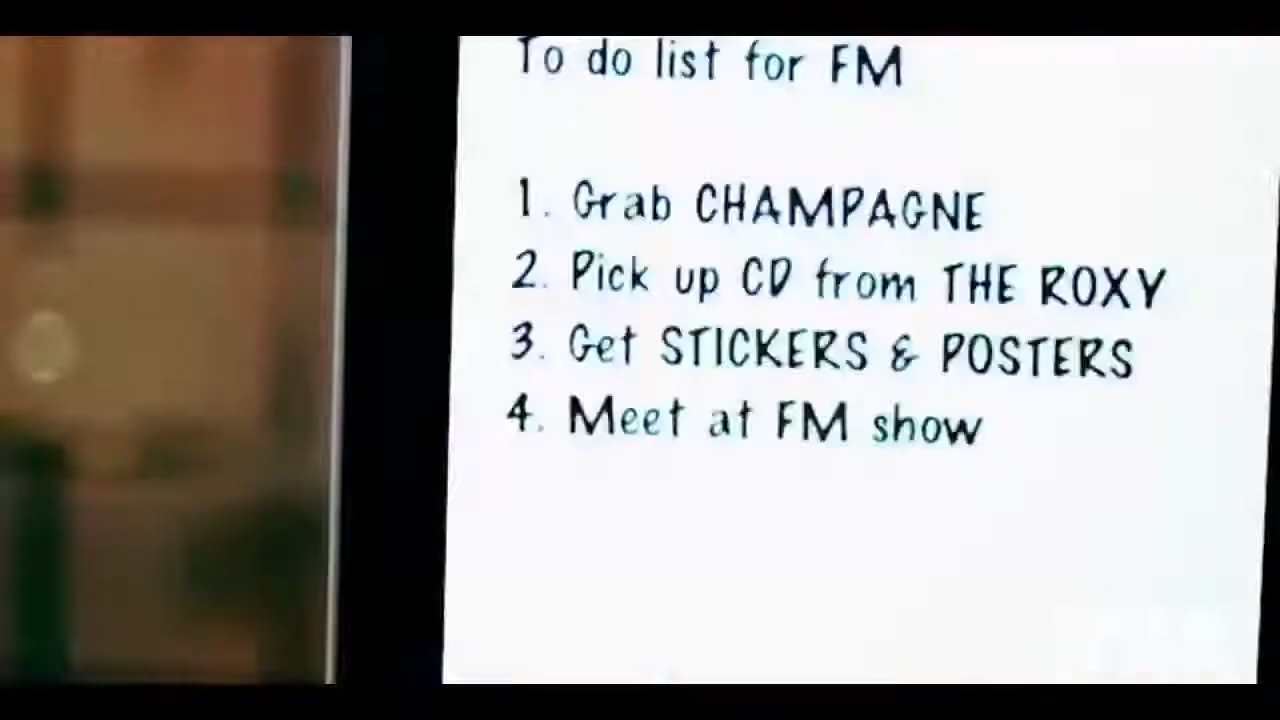 To do list for FM
1. Grab CHAMPAGNE
2. Pick up CD from THE ROXY
3. Get STICKERS & POSTERS
4. Meet at FM show